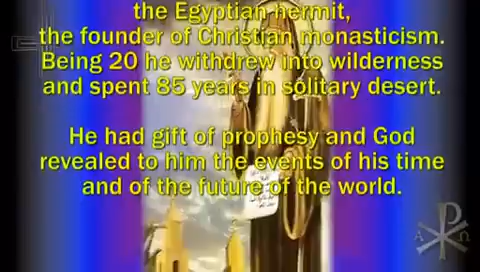 the Egyptian hermit,
the founder of Christian monasticism.
Being 20 he withdrew into wilderness
and spent 85 years in solitary desert.
He had gift of prophesy and God
revealed to him the events of his time
and of the future of the world.
Α Ω